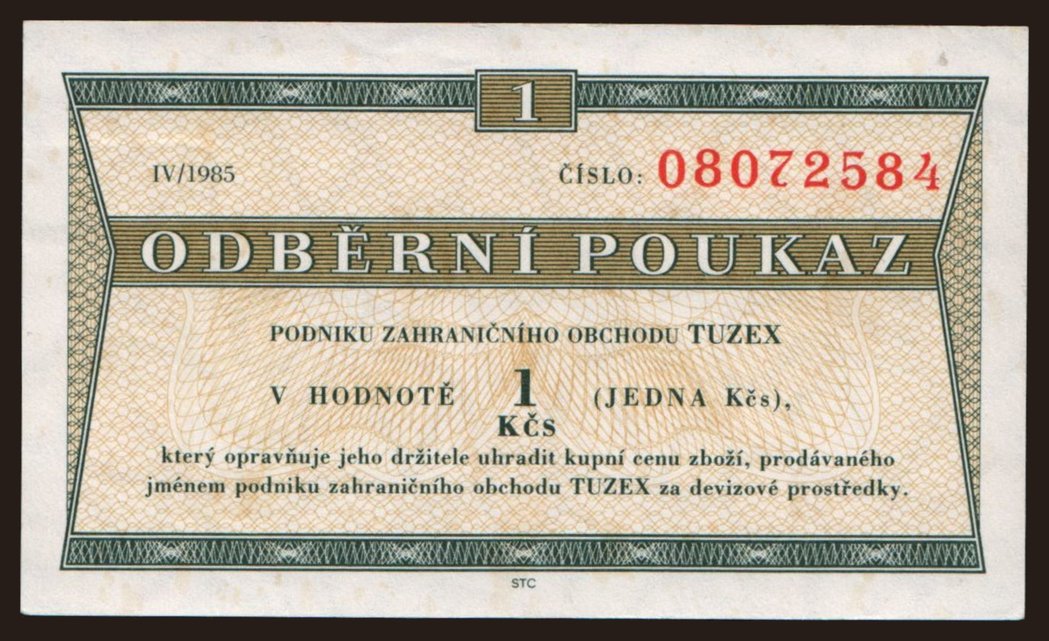 1
IV/1985 ČÍSLO: 08072584
ODBĚRNÍ POUKAZ
PODNIKU ZAHRANIČNÍHO OBCHODU TUZEX
V HODNOTĚ 1 (JEDNA Kčs),
KČS
který opravňuje jeho držitele uhradit kupní cenu zboží, prodávaného
jménem podniku zahraničního obchodu TUZEX za devizové prostředky.
STC